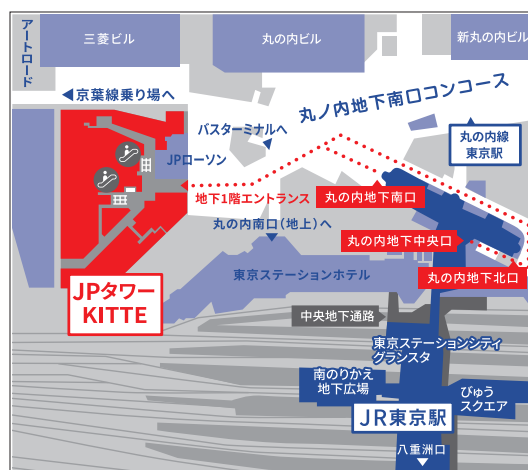 アートロード
三菱ビル
丸の内ビル
新丸の内ビル
京葉線乗り場へ
丸ノ内地下南口コンコース
バスターミナルへ
丸の内線
東京駅
JPローソン
地下1階エントランス
丸の内地下南口
丸の内南口(地上)へ
丸の内地下中央口
東京ステーションホテル
丸の内地下北口
JPタワー
KITTE
中央地下通路
東京ステーションシティ
グランスタ
南のりかえ
地下広場
びゅう
スクエア
JR東京駅
八重洲口